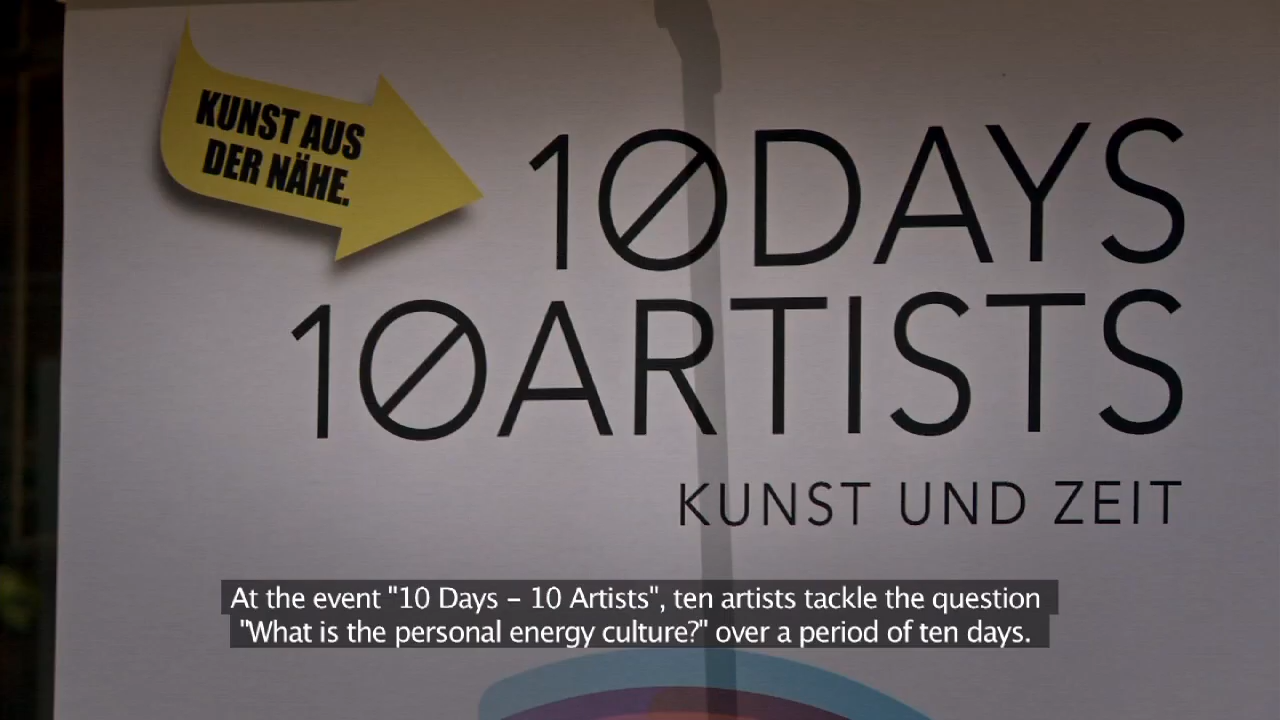 KUNST AUS
DER NÄHE.
10DAYS
10ARTISTS
KUNST UND ZEIT
At the event "10 Days – 10 Artists", ten artists tackle the question
"What is the personal energy culture?" over a period of ten days.